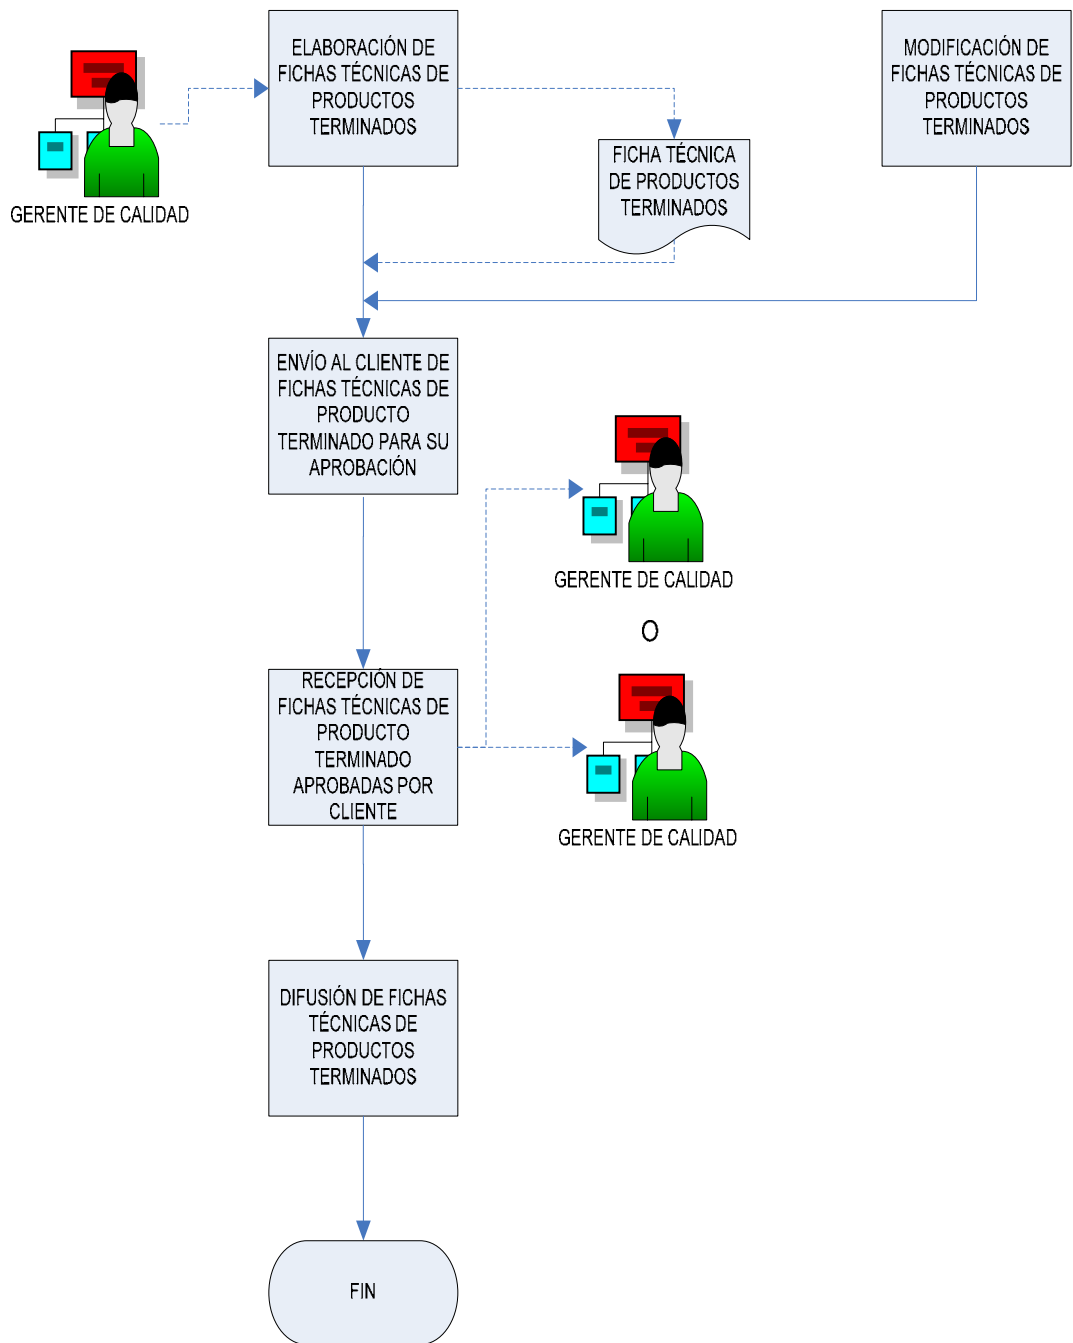 ELABORACIÓN DE
FICHAS TÉCNICAS DE
PRODUCTOS
TERMINADOS
MODIFICACIÓN DE
FICHAS TÉCNICAS DE
PRODUCTOS
TERMINADOS
GERENTE DE CALIDAD
FICHA TÉCNICA
DE PRODUCTOS
TERMINADOS
ENVÍO AL CLIENTE DE
FICHAS TÉCNICAS DE
PRODUCTO
TERMINADO PARA SU
APROBACIÓN
GERENTE DE CALIDAD
O
RECEPCIÓN DE
FICHAS TÉCNICAS DE
PRODUCTO
TERMINADO
APROBADAS POR
CLIENTE
GERENTE DE CALIDAD
DIFUSIÓN DE FICHAS
TÉCNICAS DE
PRODUCTOS
TERMINADOS
FIN